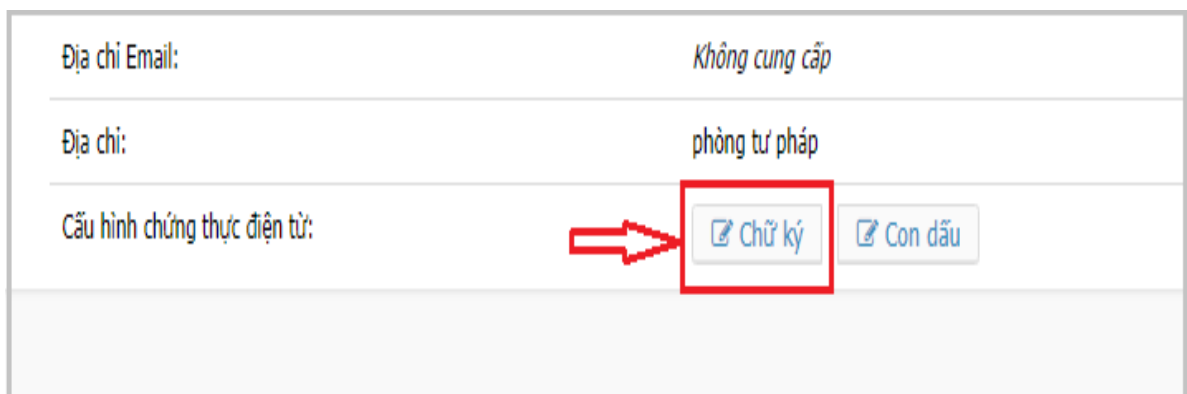 Địa chỉ Email: Không cung cấp
Địa chỉ: phòng tư pháp
Cấu hình chứng thực điện từ: Chữ ký Con dấu